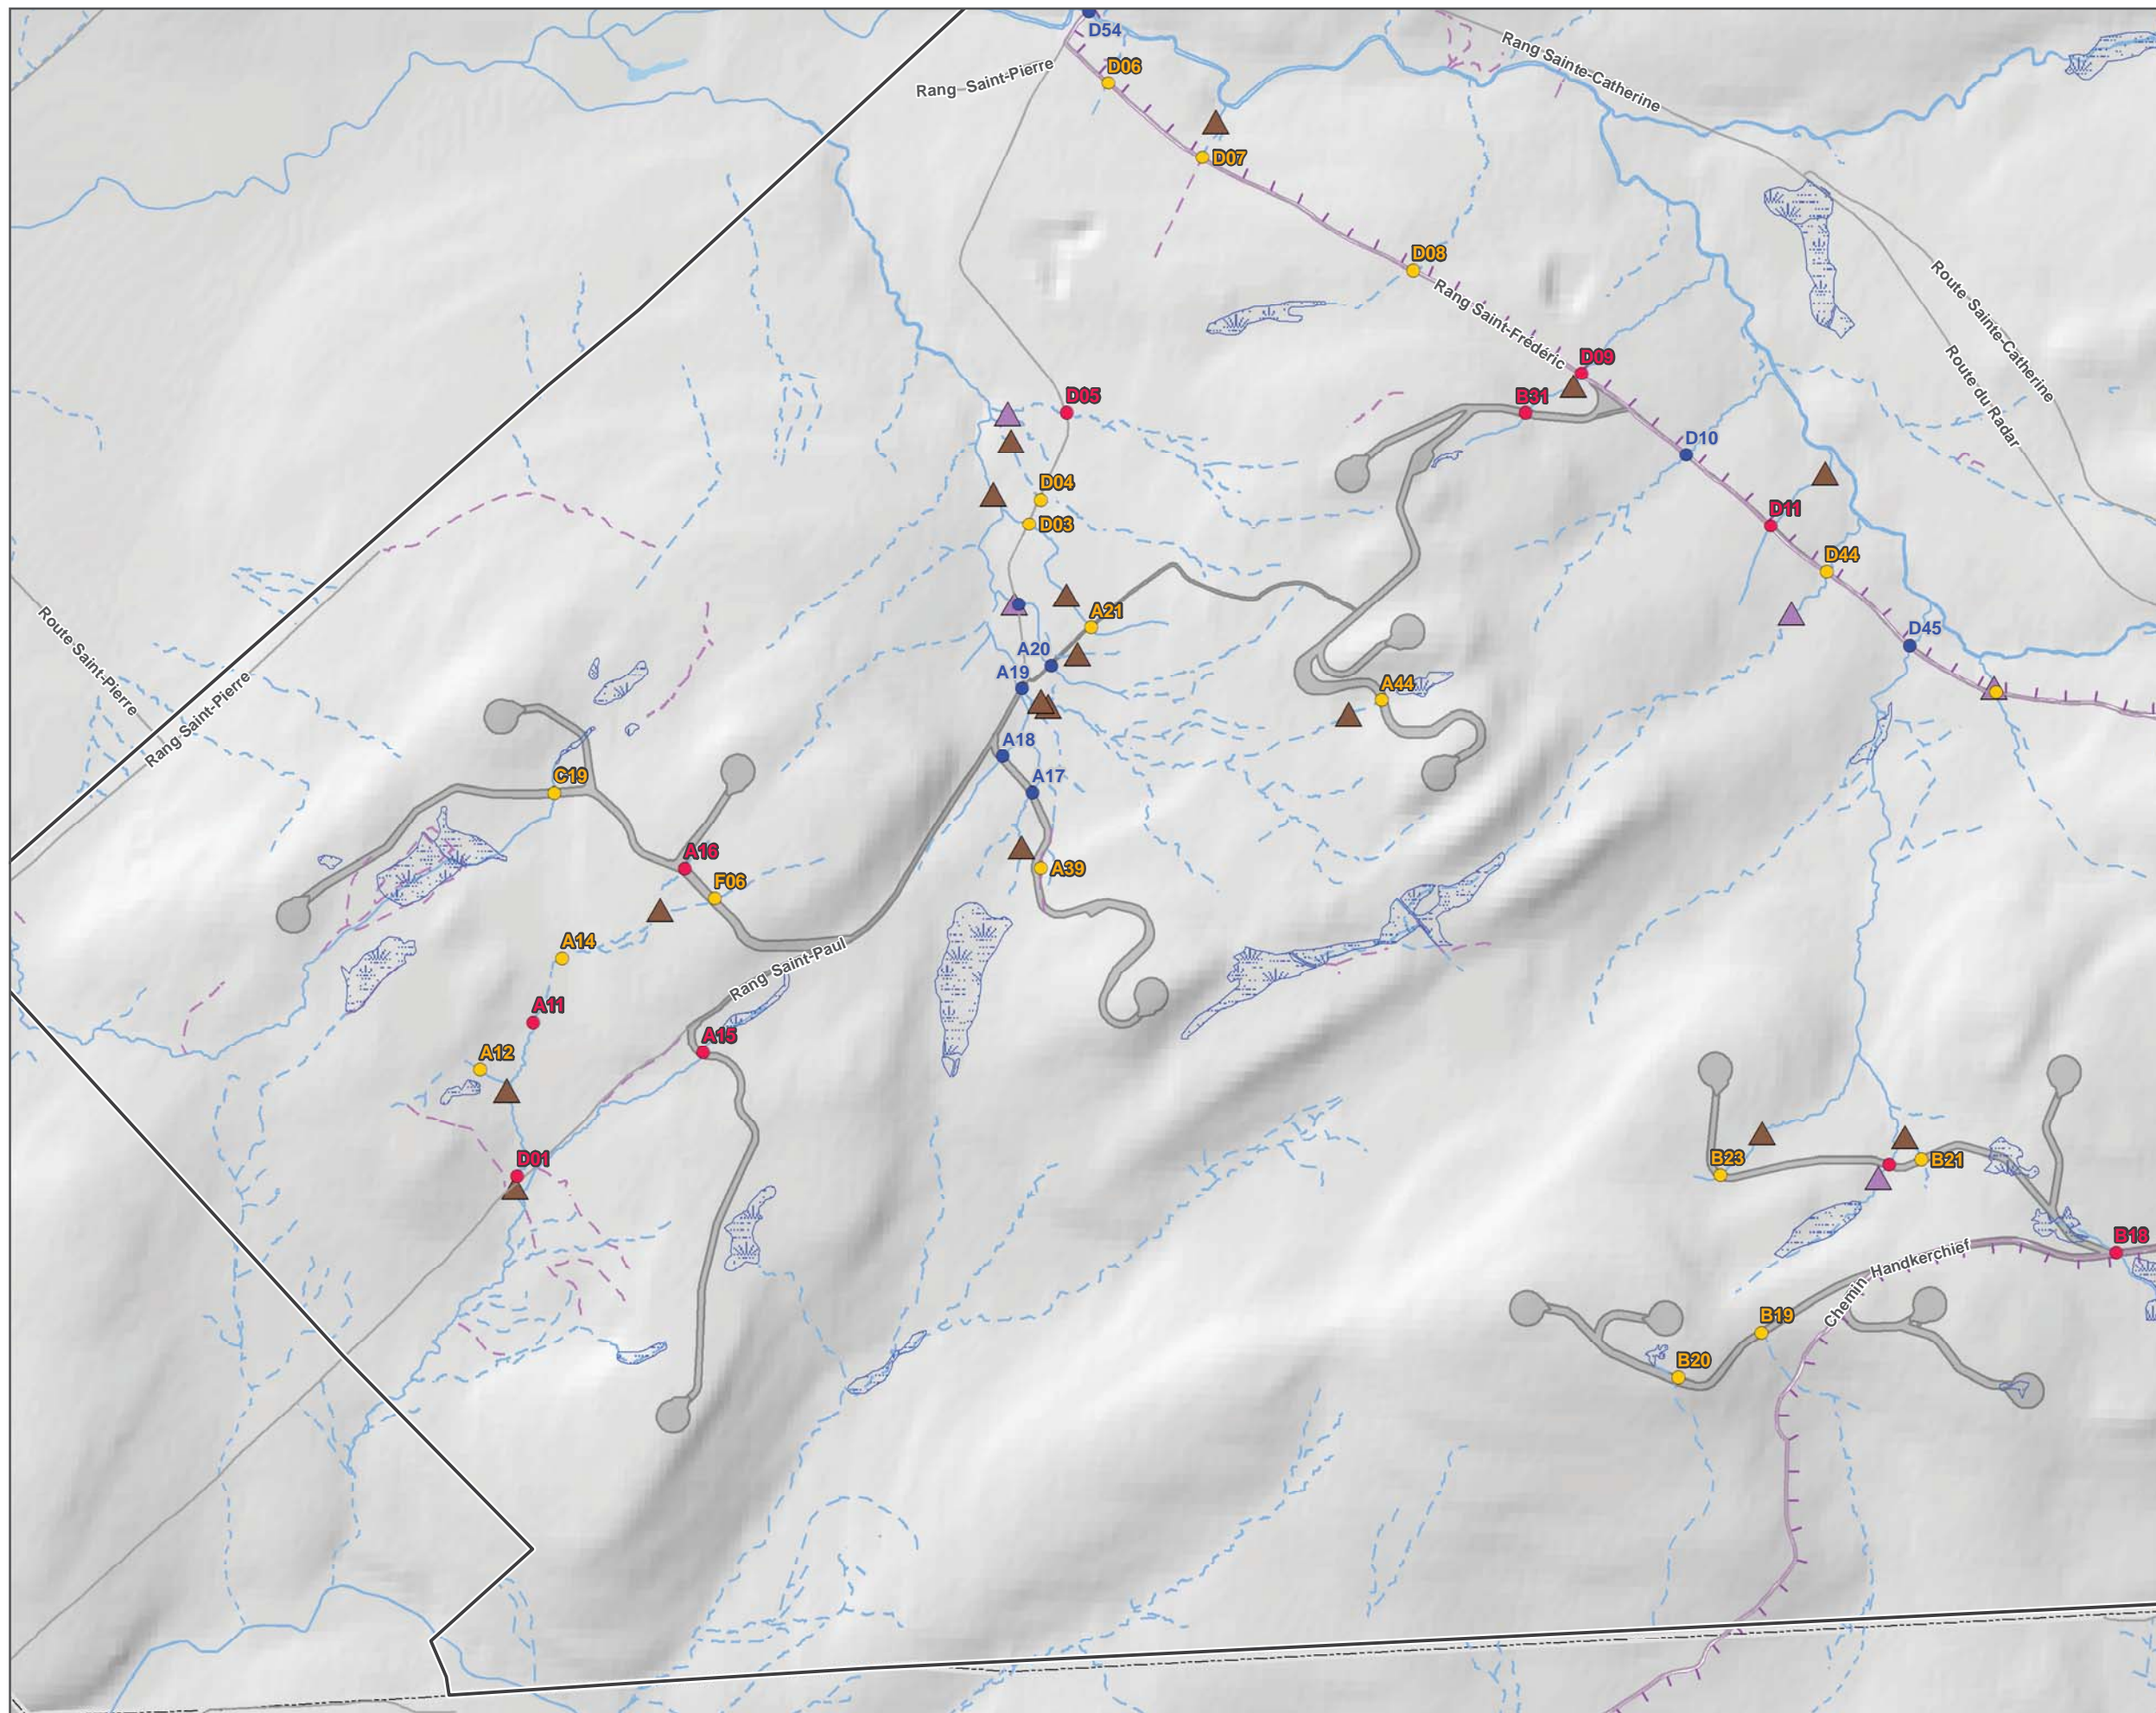 D54
Rang Sainte-Catherine
Rang Saint-Pierre
D06
D07
D08
Route Sainte-Catherine
Rang Saint-Frédéric
Route du Radar
D09
D05
B31
D10
D04
D11
D03
D44
Route Saint-Pierre
A21
D45
A20
A19
A44
Rang Saint-Pierre
A18
C19
A17
A16
A39
F06
A14
Rang Saint-Paul
A11
A15
A12
D01
B23
B21
B18
Chemin Handkerchief
B19
B20